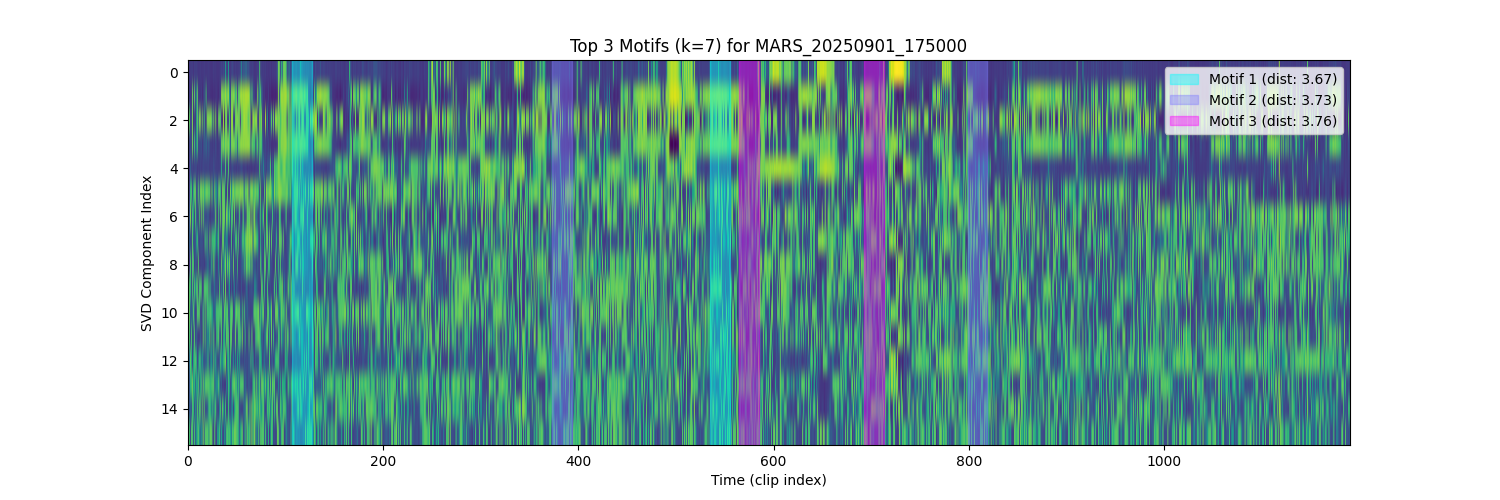 Top 3 Motifs (k=7) for MARS_20250901_175000
Motif 1 (dist: 3.67)
Motif 2 (dist: 3.73)
Motif 3 (dist: 3.76)
SVD Component Index
0
2
4
6
8
10
12
14
0 200 400 600 800 1000
Time (clip index)